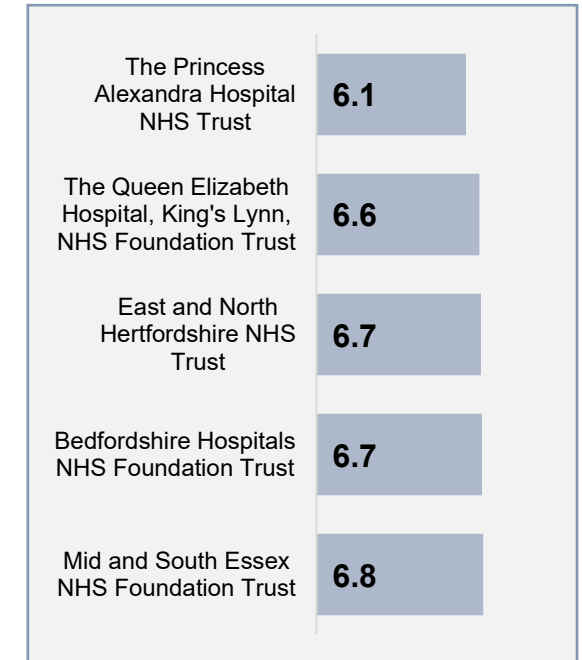 The Princess
Alexandra Hospital
NHS Trust
6.1
The Queen Elizabeth
Hospital, King's Lynn,
NHS Foundation Trust
6.6
East and North
Hertfordshire NHS
Trust
6.7
Bedfordshire Hospitals
NHS Foundation Trust
6.7
Mid and South Essex
NHS Foundation Trust
6.8